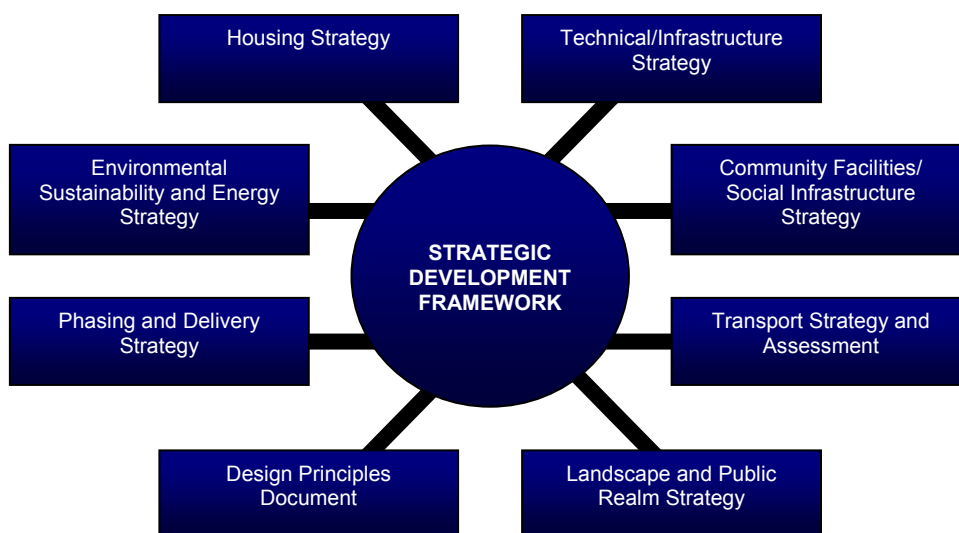 Housing Strategy
Technical/Infrastructure
Strategy
Environmental
Sustainability and Energy
Strategy
Community Facilities/
Social Infrastructure
Strategy
STRATEGIC
DEVELOPMENT
FRAMEWORK
Phasing and Delivery
Strategy
Transport Strategy and
Assessment
Design Principles
Document
Landscape and Public
Realm Strategy